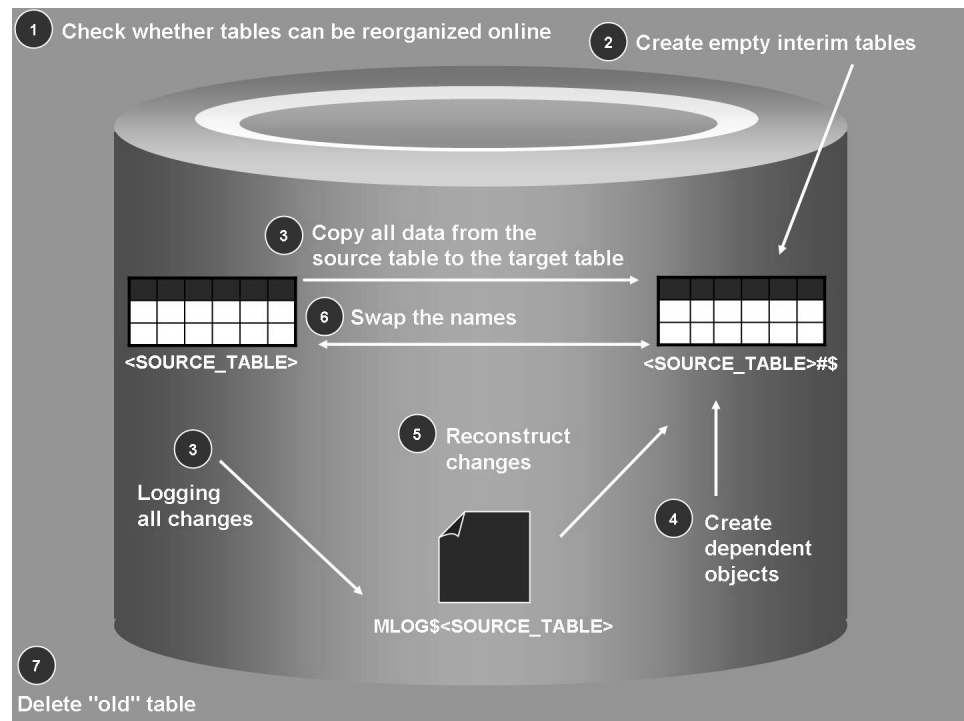 1 Check whether tables can be reorganized online
2 Create empty interim tables
3 Copy all data from the
source table to the target table
6 Swap the names
<SOURCE_TABLE>
<SOURCE_TABLE>#$
3
Logging
all changes
5 Reconstruct
changes
4 Create
dependent
objects
MLOG$<SOURCE_TABLE>
7
Delete "old" table